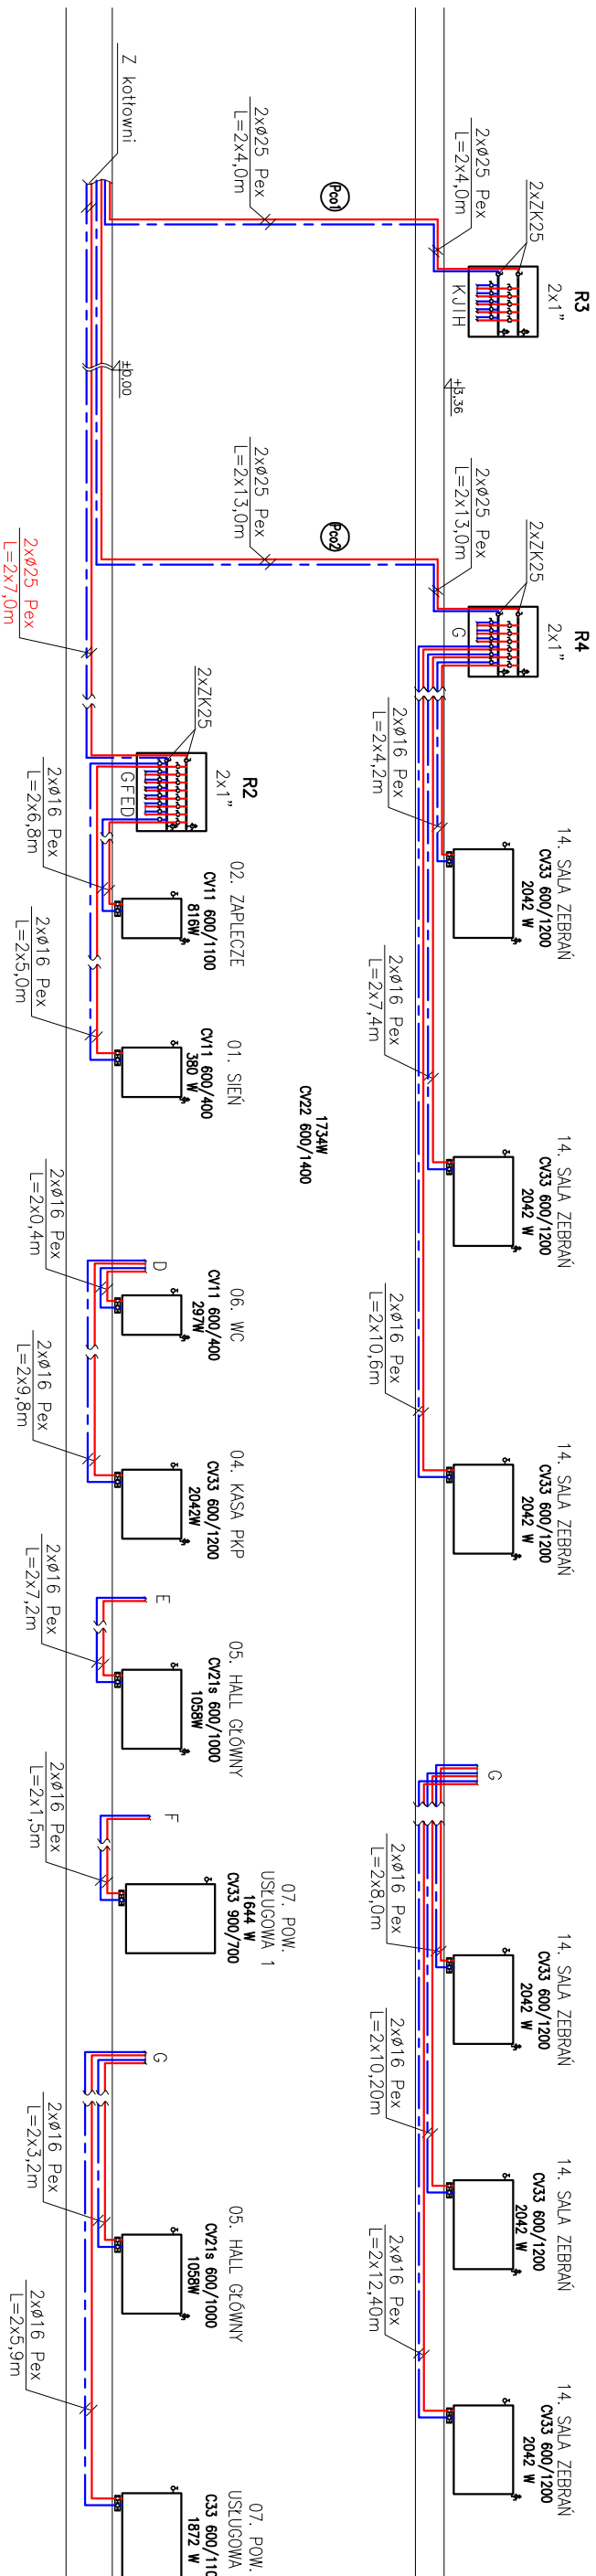 R3
2x1"
2xZK25
KJIH
2xø25 Pex
L=2x4,0m
2xø25 Pex
L=2x4,0m
Pco1
Z kotłowni
+3,36
±0,00
R4
2x1"
2xZK25
G
2xø25 Pex
L=2x13,0m
2xø25 Pex
L=2x13,0m
Pco2
2xø25 Pex
L=2x7,0m
14. SALA ZEBRAŃ
CV33 600/1200
2042 W
2xø16 Pex
L=2x4,2m
14. SALA ZEBRAŃ
CV33 600/1200
2042 W
2xø16 Pex
L=2x7,4m
14. SALA ZEBRAŃ
CV33 600/1200
2042 W
2xø16 Pex
L=2x10,6m
G
14. SALA ZEBRAŃ
CV33 600/1200
2042 W
2xø16 Pex
L=2x8,0m
14. SALA ZEBRAŃ
CV33 600/1200
2042 W
2xø16 Pex
L=2x10,20m
14. SALA ZEBRAŃ
CV33 600/1200
2042 W
2xø16 Pex
L=2x12,40m
1734W
CV22 600/1400
R2
2x1"
2xZK25
GFED
02. ZAPLECZE
CV11 600/1100
816W
2xø16 Pex
L=2x6,8m
01. SIEŃ
CV11 600/400
380 W
2xø16 Pex
L=2x5,0m
D
06. WC
CV11 600/400
297W
2xø16 Pex
L=2x0,4m
04. KASA PKP
CV33 600/1200
2042W
2xø16 Pex
L=2x9,8m
E
05. HALL GŁÓWNY
CV21s 600/1000
1058W
2xø16 Pex
L=2x7,2m
F
07. POW.
USŁUGOWA 1
1644 W
CV33 900/700
2xø16 Pex
L=2x1,5m
G
05. HALL GŁÓWNY
CV21s 600/1000
1058W
2xø16 Pex
L=2x3,2m
07. POW.
USŁUGOWA
C33 600/110
1872 W
2xø16 Pex
L=2x5,9m